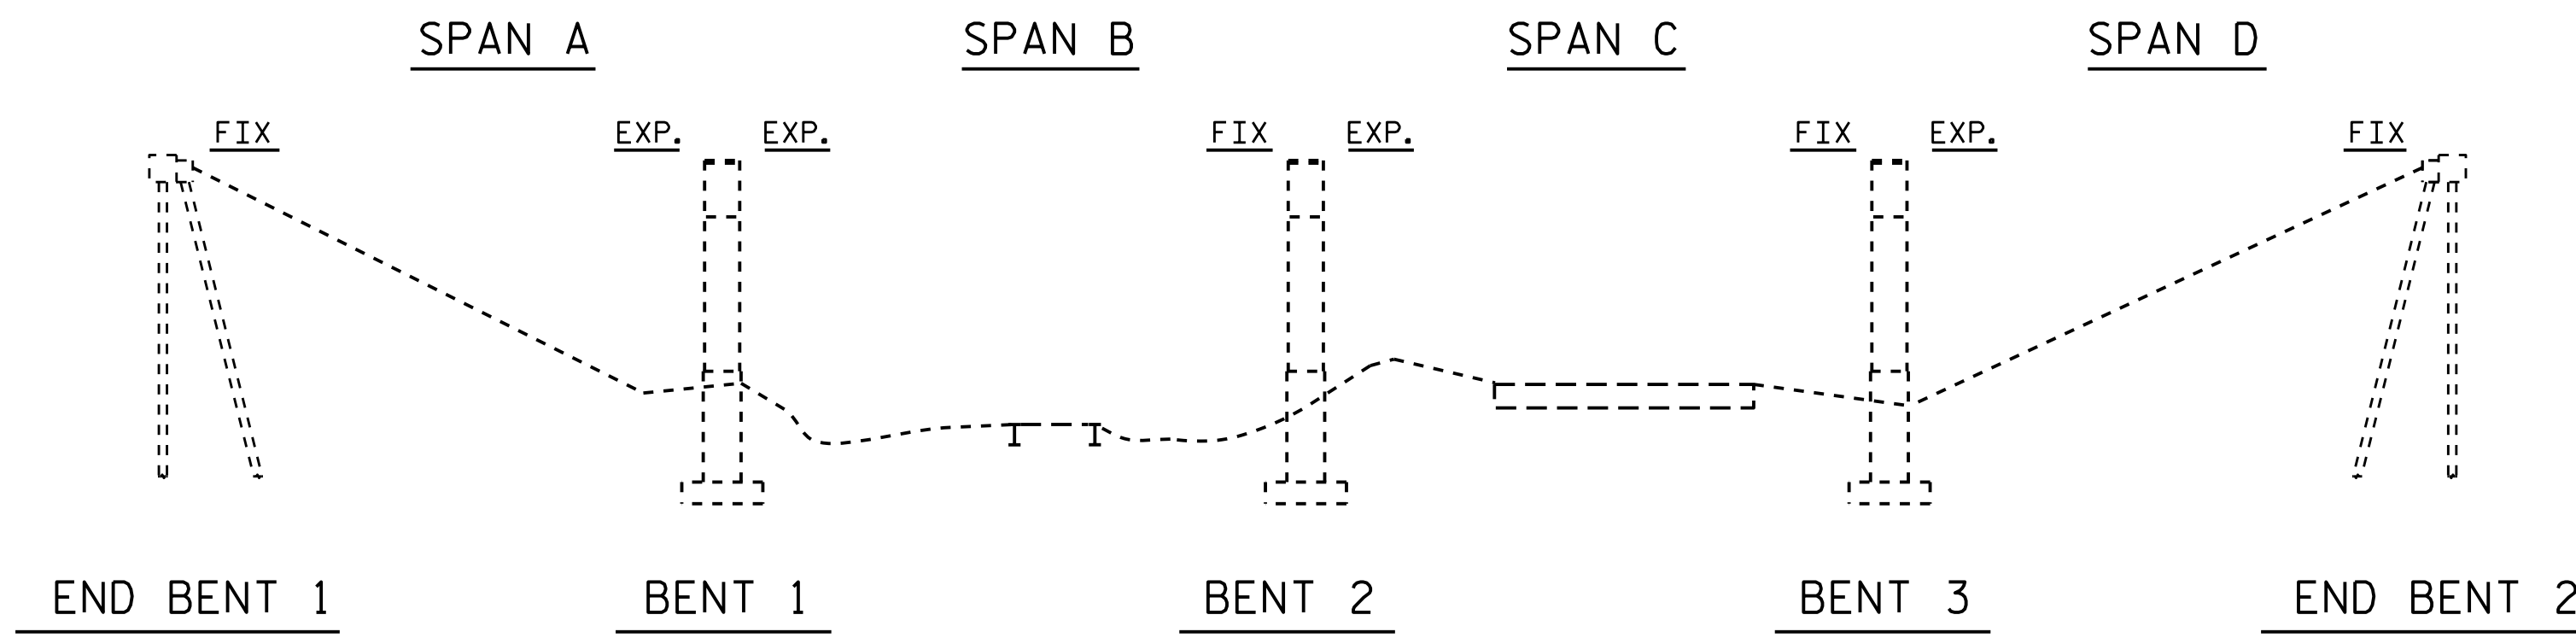 SPAN A SPAN B SPAN C SPAN D
FIX EXP. EXP. FIX EXP. FIX EXP. FIX
END BENT 1 BENT 1 BENT 2 BENT 3 END BENT 2